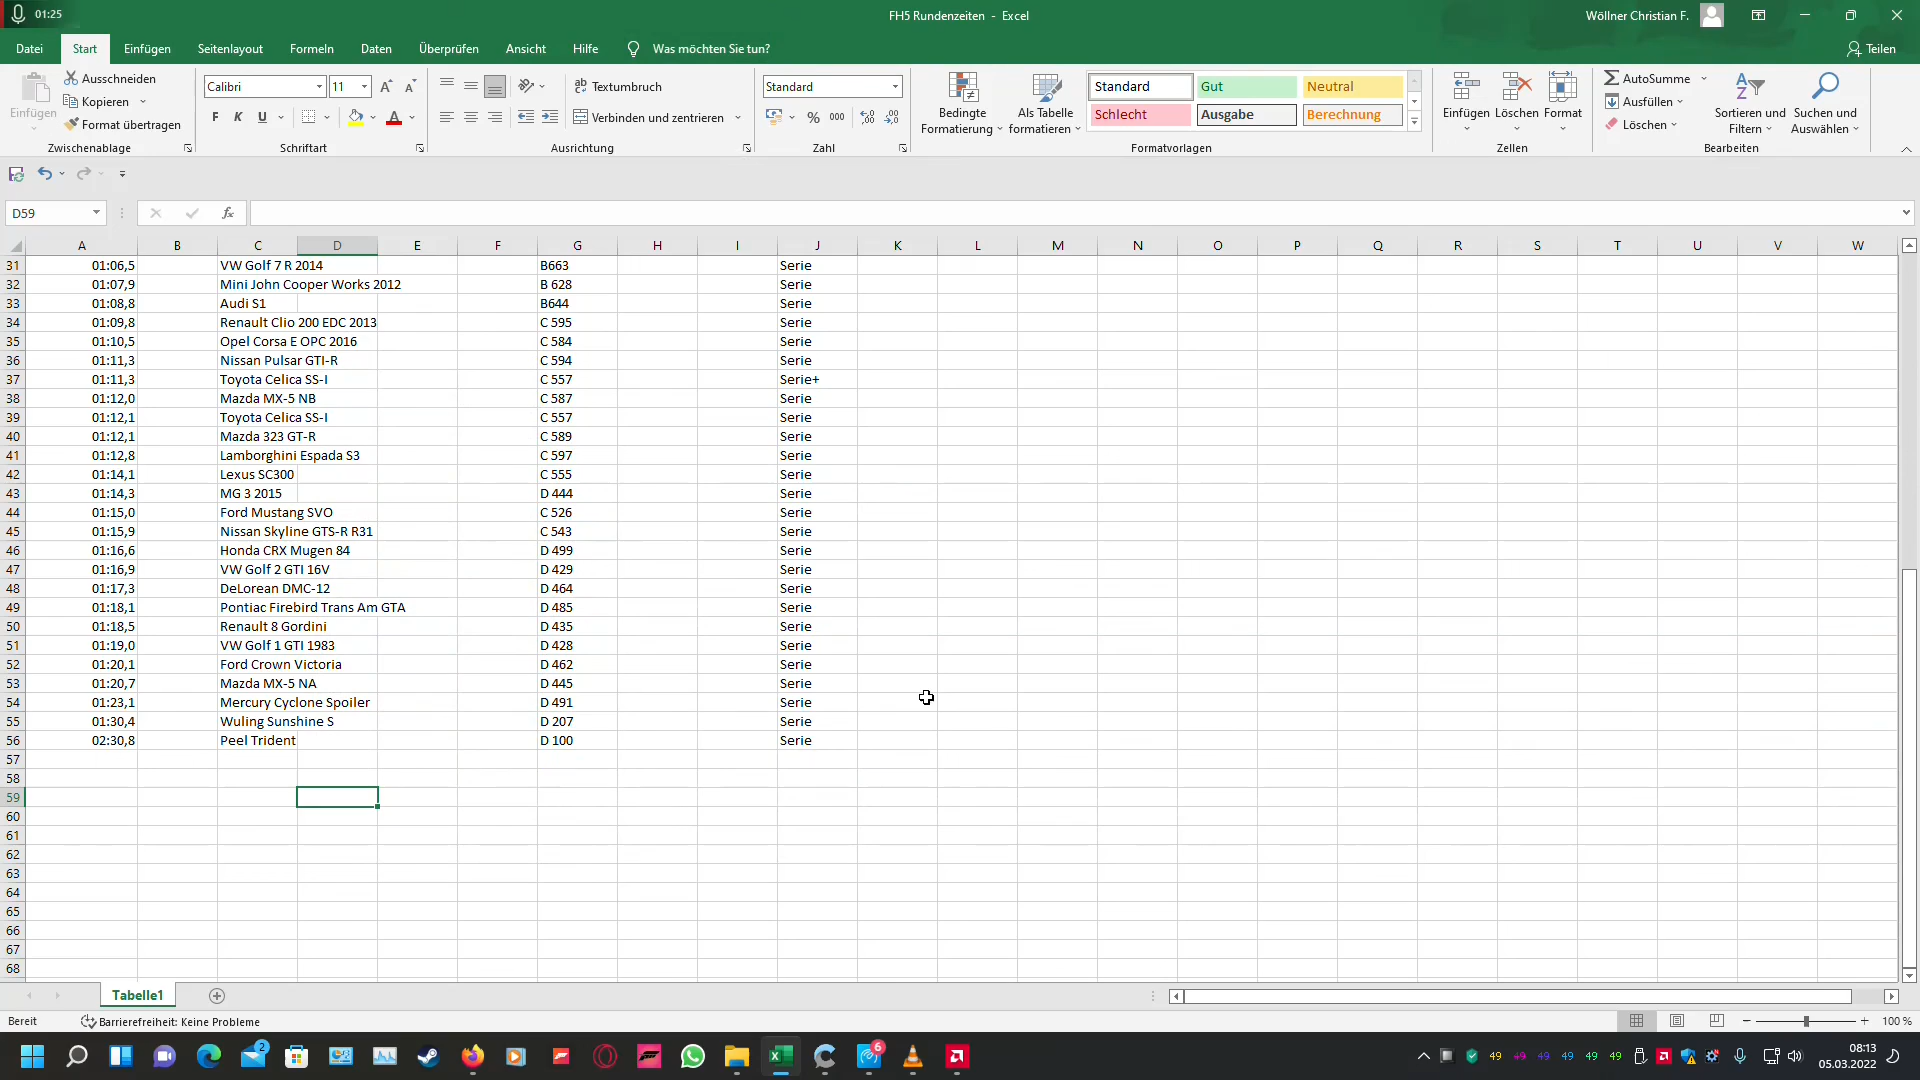 01:25
FH5 Rundenzeiten - Excel
Wöllner Christian F.
Datei Start Einfügen Seitenlayout Formeln Daten Überprüfen Ansicht Hilfe Was möchten Sie tun? Teilen
Einfügen
Ausschneiden
Kopieren
Format übertragen
Zwischenablage
Calibri 11
F K U
Schriftart
Textumbruch
Verbinden und zentrieren
Ausrichtung
Standard
% 000
Zahl
Bedingte Formatierung
Als Tabelle formatieren
Standard Gut Neutral
Schlecht Ausgabe Berechnung
Formatvorlagen
Einfügen Löschen Format
Zellen
AutoSumme
Ausfüllen
Löschen
Sortieren und Filtern
Suchen und Auswählen
Bearbeiten
D59
fx
A B C D E F G H I J K L M N O P Q R S T U V W
31 01:06,5 VW Golf 7 R 2014 B663 Serie
32 01:07,9 Mini John Cooper Works 2012 B 628 Serie
33 01:08,8 Audi S1 B644 Serie
34 01:09,8 Renault Clio 200 EDC 2013 C 595 Serie
35 01:10,5 Opel Corsa E OPC 2016 C 584 Serie
36 01:11,3 Nissan Pulsar GTI-R C 594 Serie
37 01:11,3 Toyota Celica SS-I C 557 Serie+
38 01:12,0 Mazda MX-5 NB C 587 Serie
39 01:12,1 Toyota Celica SS-I C 557 Serie
40 01:12,1 Mazda 323 GT-R C 589 Serie
41 01:12,8 Lamborghini Espada S3 C 597 Serie
42 01:14,1 Lexus SC300 C 555 Serie
43 01:14,3 MG 3 2015 D 444 Serie
44 01:15,0 Ford Mustang SVO C 526 Serie
45 01:15,9 Nissan Skyline GTS-R R31 C 543 Serie
46 01:16,6 Honda CRX Mugen 84 D 499 Serie
47 01:16,9 VW Golf 2 GTI 16V D 429 Serie
48 01:17,3 DeLorean DMC-12 D 464 Serie
49 01:18,1 Pontiac Firebird Trans Am GTA D 485 Serie
50 01:18,5 Renault 8 Gordini D 435 Serie
51 01:19,0 VW Golf 1 GTI 1983 D 428 Serie
52 01:20,1 Ford Crown Victoria D 462 Serie
53 01:20,7 Mazda MX-5 NA D 445 Serie
54 01:23,1 Mercury Cyclone Spoiler D 491 Serie
55 01:30,4 Wuling Sunshine S D 207 Serie
56 02:30,8 Peel Trident D 100 Serie
57
58
59
60
61
62
63
64
65
66
67
68
Tabelle1
Bereit Barrierefreiheit: Keine Probleme 100 %
2 6 49 49 49 49 49 49 08:13
05.03.2022